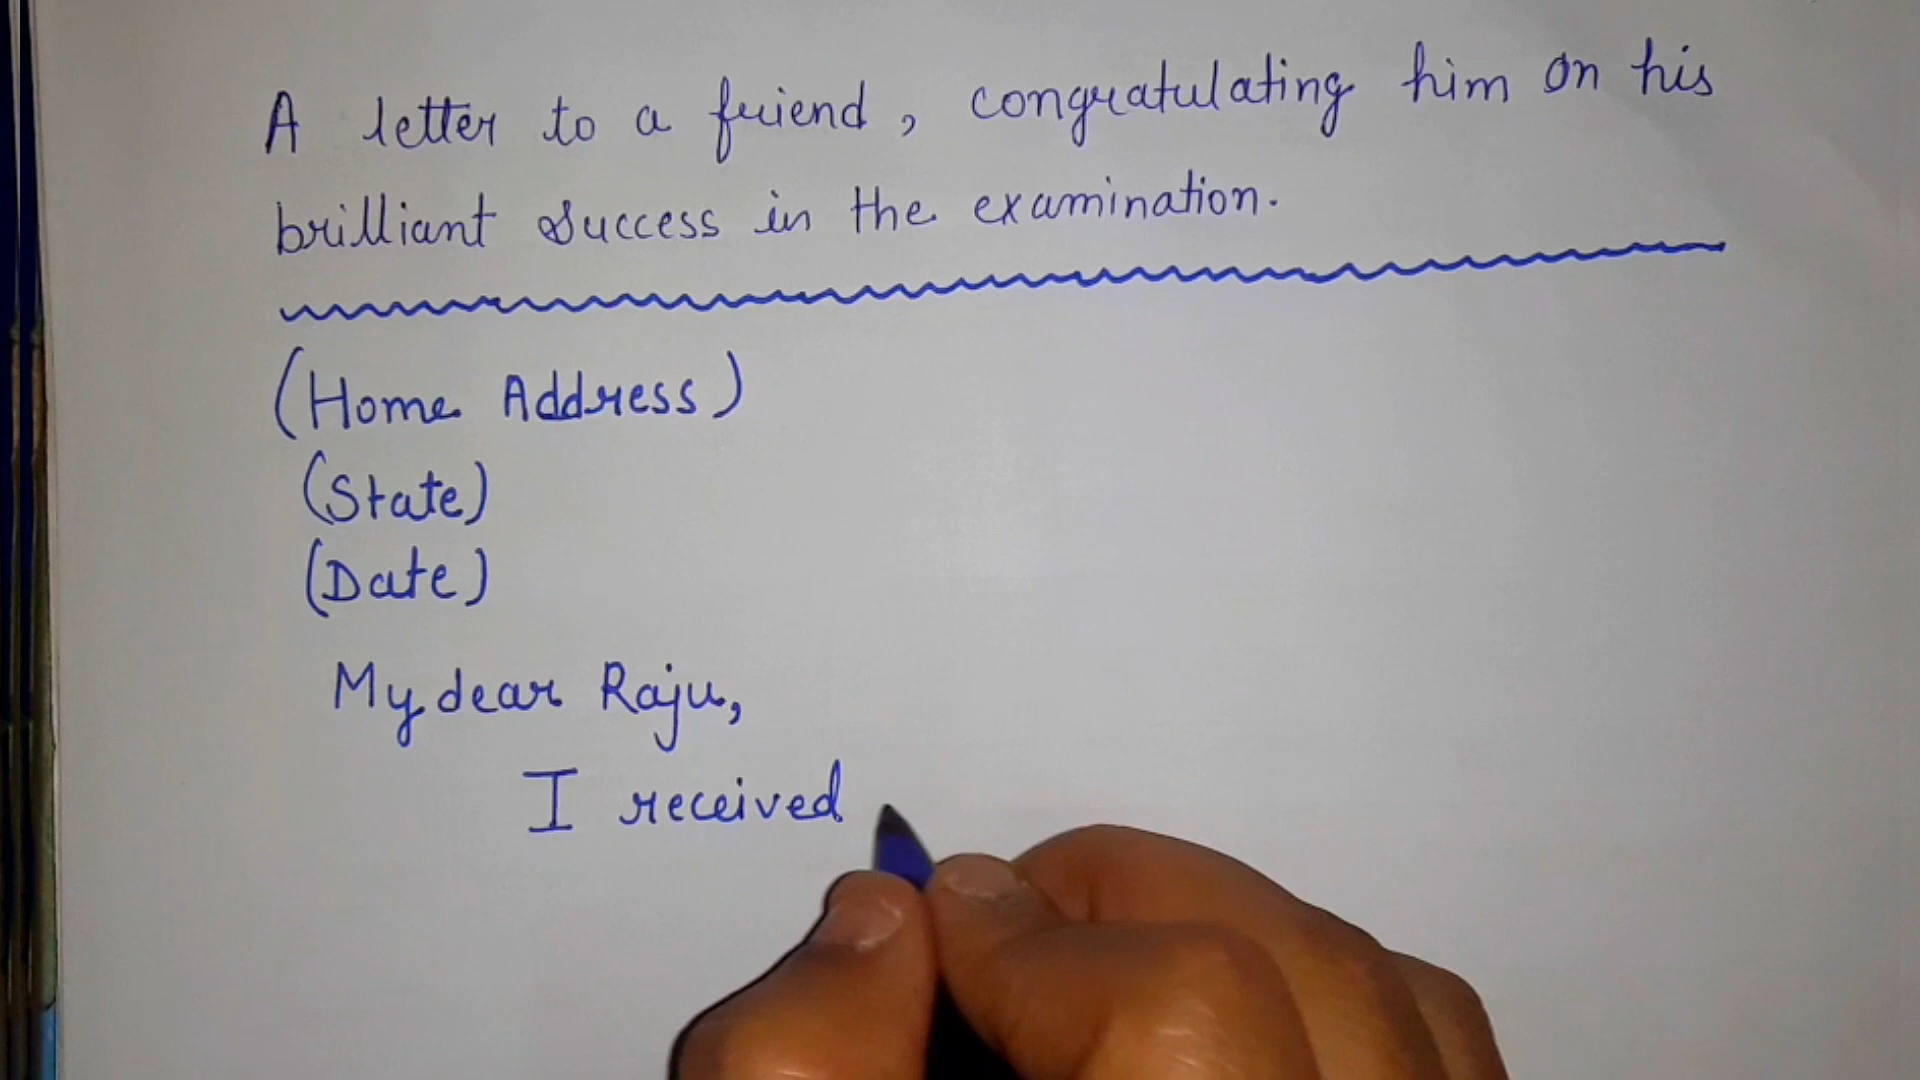 A letter to a friend, congratulating him on his
brilliant success in the examination.
(Home Address)
(State)
(Date)
My dear Raju,
I received